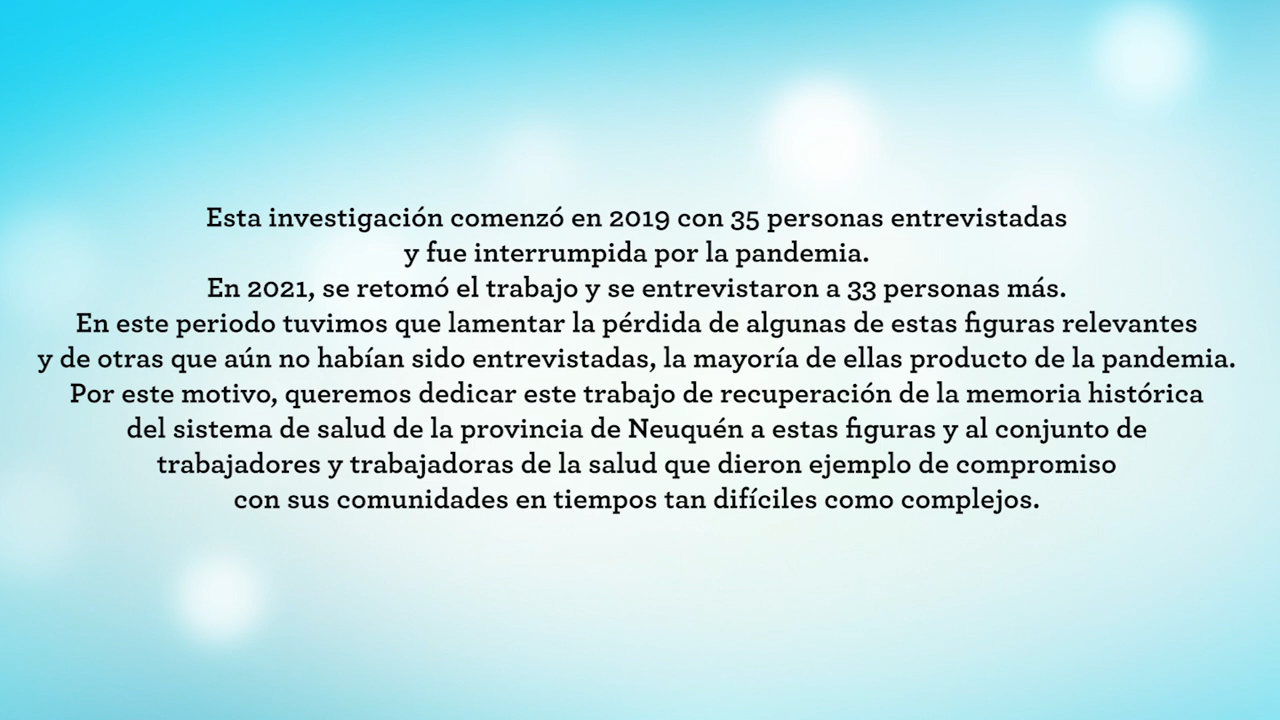 Esta investigación comenzó en 2019 con 35 personas entrevistadas
y fue interrumpida por la pandemia.
En 2021, se retomó el trabajo y se entrevistaron a 33 personas más.
En este periodo tuvimos que lamentar la pérdida de algunas de estas figuras relevantes
y de otras que aún no habían sido entrevistadas, la mayoría de ellas producto de la pandemia.
Por este motivo, queremos dedicar este trabajo de recuperación de la memoria histórica
del sistema de salud de la provincia de Neuquén a estas figuras y al conjunto de
trabajadores y trabajadoras de la salud que dieron ejemplo de compromiso
con sus comunidades en tiempos tan difíciles como complejos.